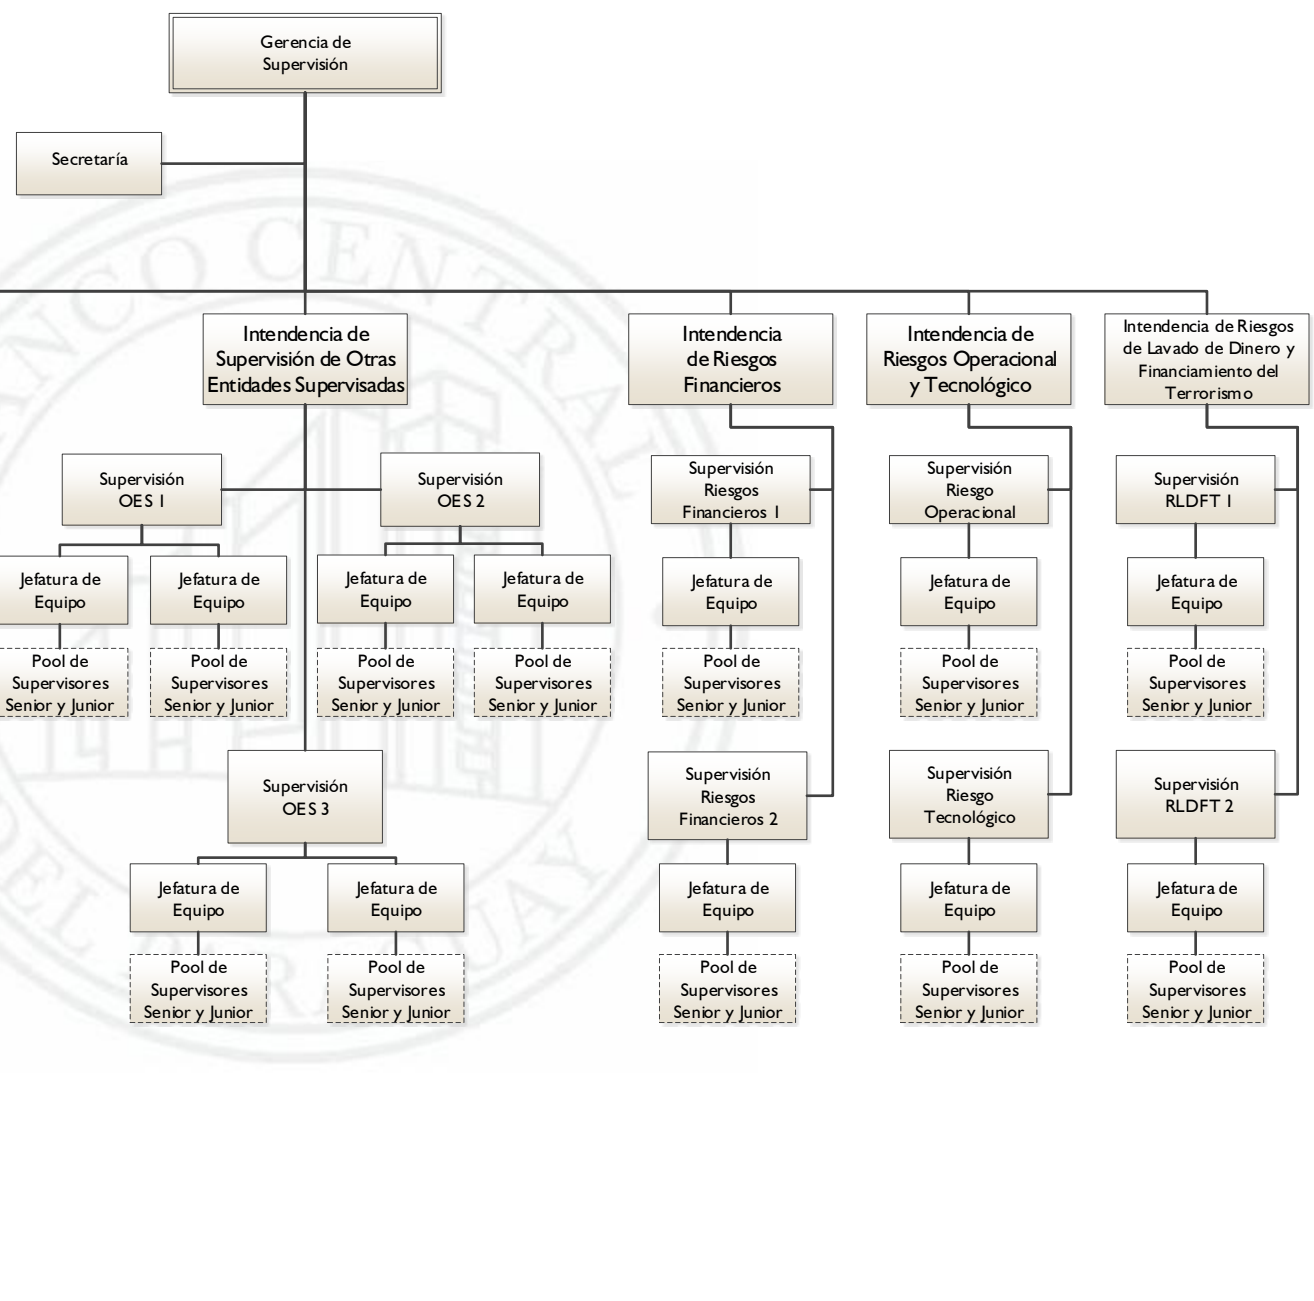 Gerencia de
Supervisión
Secretaría
Intendencia de
Supervisión de Otras
Entidades Supervisadas
Intendencia
de Riesgos
Financieros
Intendencia de
Riesgos Operacional
y Tecnológico
Intendencia de Riesgos
de Lavado de Dinero y
Financiamiento del
Terrorismo
Supervisión
OES 1
Supervisión
OES 2
Supervisión
Riesgos
Financieros 1
Supervisión
Riesgo
Operacional
Supervisión
RLDFT 1
Jefatura de
Equipo
Jefatura de
Equipo
Jefatura de
Equipo
Jefatura de
Equipo
Jefatura de
Equipo
Jefatura de
Equipo
Jefatura de
Equipo
Pool de
Supervisores
Senior y Junior
Pool de
Supervisores
Senior y Junior
Pool de
Supervisores
Senior y Junior
Pool de
Supervisores
Senior y Junior
Pool de
Supervisores
Senior y Junior
Pool de
Supervisores
Senior y Junior
Pool de
Supervisores
Senior y Junior
Supervisión
OES 3
Supervisión
Riesgos
Financieros 2
Supervisión
Riesgo
Tecnológico
Supervisión
RLDFT 2
Jefatura de
Equipo
Jefatura de
Equipo
Jefatura de
Equipo
Jefatura de
Equipo
Jefatura de
Equipo
Pool de
Supervisores
Senior y Junior
Pool de
Supervisores
Senior y Junior
Pool de
Supervisores
Senior y Junior
Pool de
Supervisores
Senior y Junior
Pool de
Supervisores
Senior y Junior